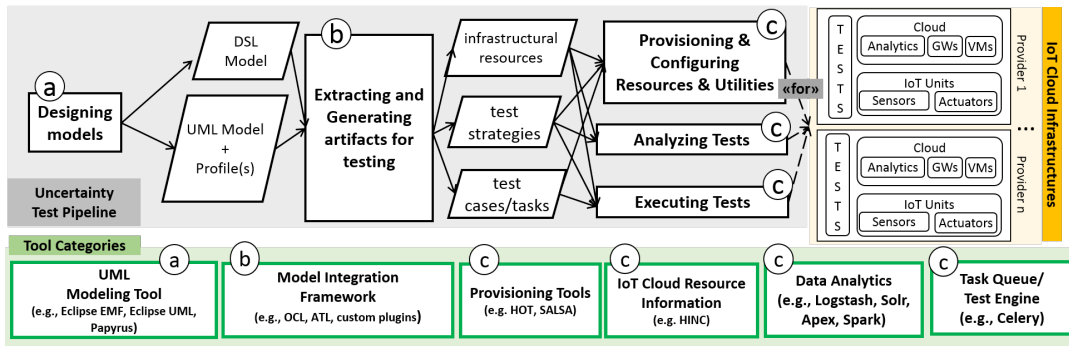 a
Designing
models
DSL
Model
UML Model
+
Profile(s)
b
Extracting and
Generating
artifacts for
testing
infrastructural
resources
test
strategies
test
cases/tasks
c
Provisioning &
Configuring
Resources & Utilities
c
Analyzing Tests
c
Executing Tests
«for»
Uncertainty
Test Pipeline
TESTS
Cloud
Analytics
GWs
VMs
IoT Units
Sensors
Actuators
Provider 1
...
TESTS
Cloud
Analytics
GWs
VMs
IoT Units
Sensors
Actuators
Provider n
IoT Cloud Infrastructures
Tool Categories
a
UML
Modeling Tool
(e.g., Eclipse EMF, Eclipse UML,
Papyrus)
b
Model Integration
Framework
(e.g., OCL, ATL, custom plugins)
c
Provisioning Tools
(e.g., HOT, SALSA)
c
IoT Cloud Resource
Information
(e.g. HINC)
c
Data Analytics
(e.g., Logstash, Solr,
Apex, Spark)
c
Task Queue/
Test Engine
(e.g., Celery)